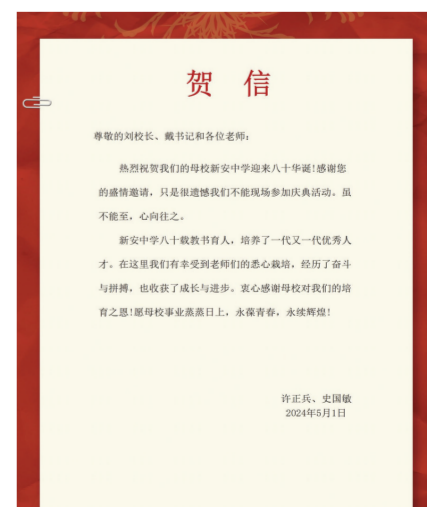 贺 信
尊敬的刘校长、戴书记和各位老师:
热烈祝贺我们的母校新安中学迎来八十华诞!感谢您
的盛情邀请，只是很遗憾我们不能现场参加庆典活动。虽
不能至，心向往之。
新安中学八十载教书育人，培养了一代又一代优秀人
才。在这里我们有幸受到老师们的悉心栽培，经历了奋斗
与拼搏，也收获了成长与进步。衷心感谢母校对我们的培
育之恩!愿母校事业蒸蒸日上，永葆青春，永续辉煌!
许正兵、史国敏
2024年5月1日